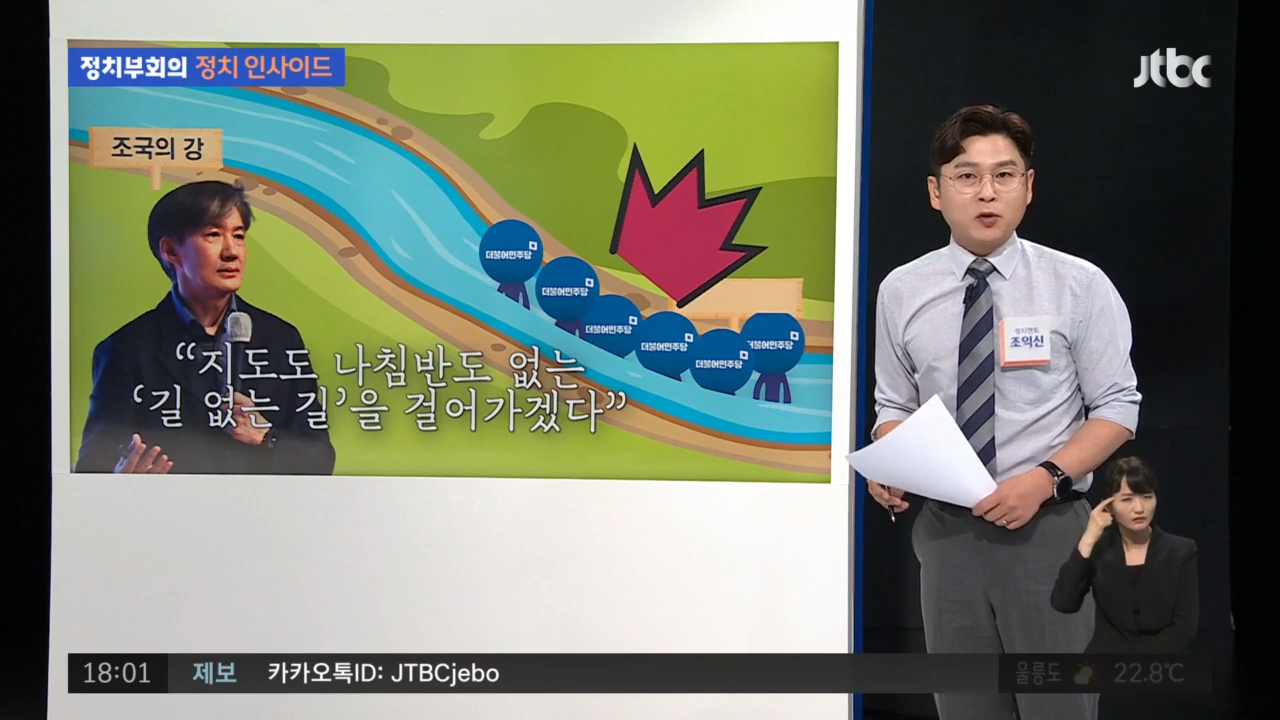 정치부회의 정치 인사이드
jtbc
조국의 강
더불어민주당
더불어민주당
더불어민주당
더불어민주당
더불어민주당
더불어민주당
“지도도 나침반도 없는
‘길 없는 길’을 걸어가겠다”
정치멘토
조익신
18:01 제보 카카오톡ID: JTBCjebo 울릉도 22.8℃